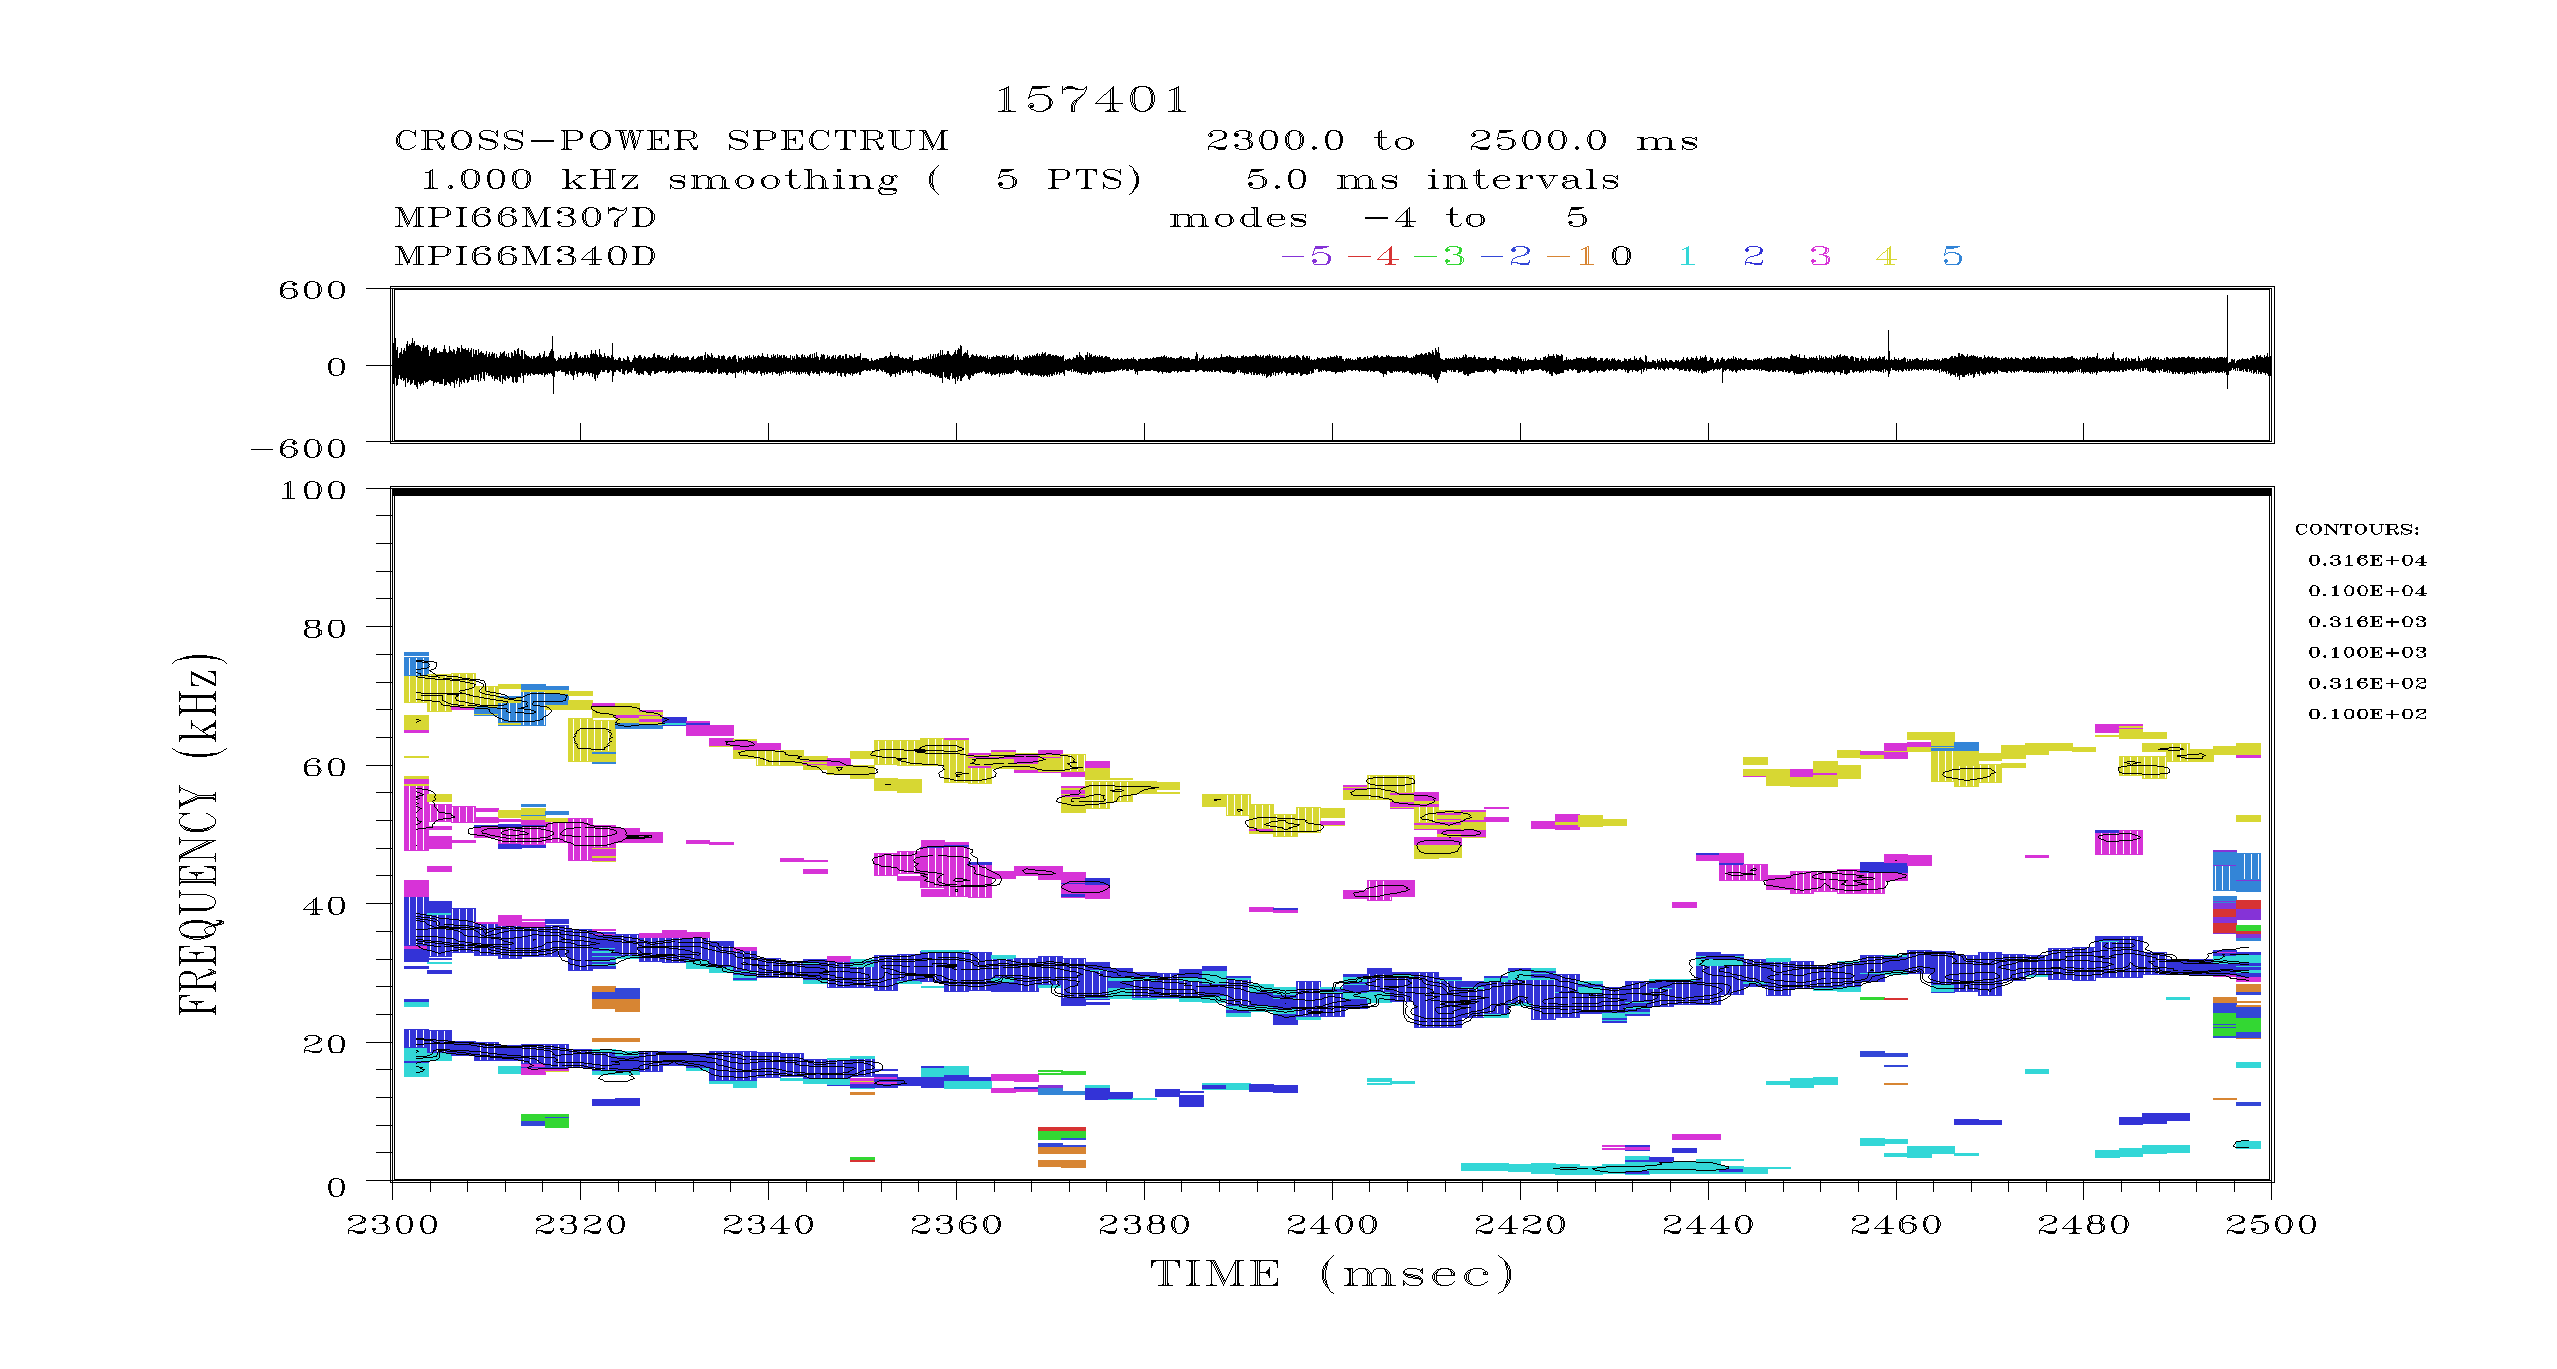 157401
CROSS-POWER SPECTRUM 2300.0 to 2500.0 ms
1.000 kHz smoothing ( 5 PTS) 5.0 ms intervals
MPI66M307D modes -4 to 5
MPI66M340D -5 -4 -3 -2 -1 0 1 2 3 4 5
600
0
-600
100
80
60
40
20
0
FREQUENCY (kHz)
CONTOURS:
0.316E+04
0.100E+04
0.316E+03
0.100E+03
0.316E+02
0.100E+02
2300 2320 2340 2360 2380 2400 2420 2440 2460 2480 2500
TIME (msec)